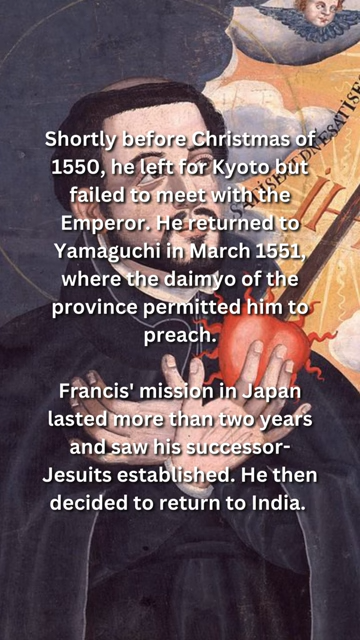 Shortly before Christmas of
1550, he left for Kyoto but
failed to meet with the
Emperor. He returned to
Yamaguchi in March 1551,
where the daimyo of the
province permitted him to
preach.
Francis' mission in Japan
lasted more than two years
and saw his successor-
Jesuits established. He then
decided to return to India.